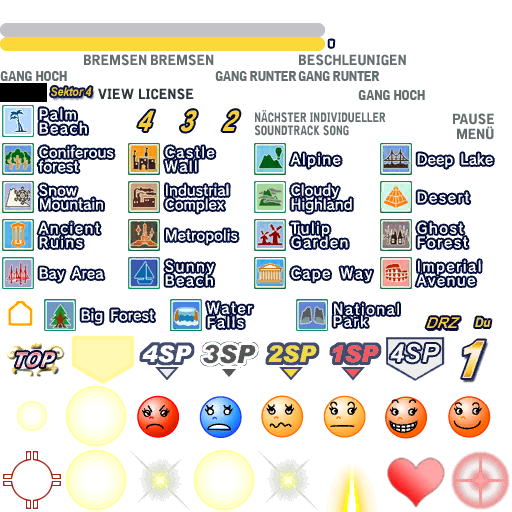 0
BREMSEN BREMSEN
BESCHLEUNIGEN
GANG HOCH
GANG RUNTER GANG RUNTER
Sektor 4
VIEW LICENSE
GANG HOCH
Palm
Beach
4 3 2
NÄCHSTER INDIVIDUELLER
SOUNDTRACK SONG
PAUSE
MENÜ
Coniferous
forest
Castle
Wall
Alpine
Deep Lake
Snow
Mountain
Industrial
Complex
Cloudy
Highland
Desert
Ancient
Ruins
Metropolis
Tulip
Garden
Ghost
Forest
Bay Area
Sunny
Beach
Cape Way
Imperial
Avenue
Big Forest
Water
Falls
National
Park
DRZ
Du
TOP
4SP
3SP
2SP
1SP
4SP
1